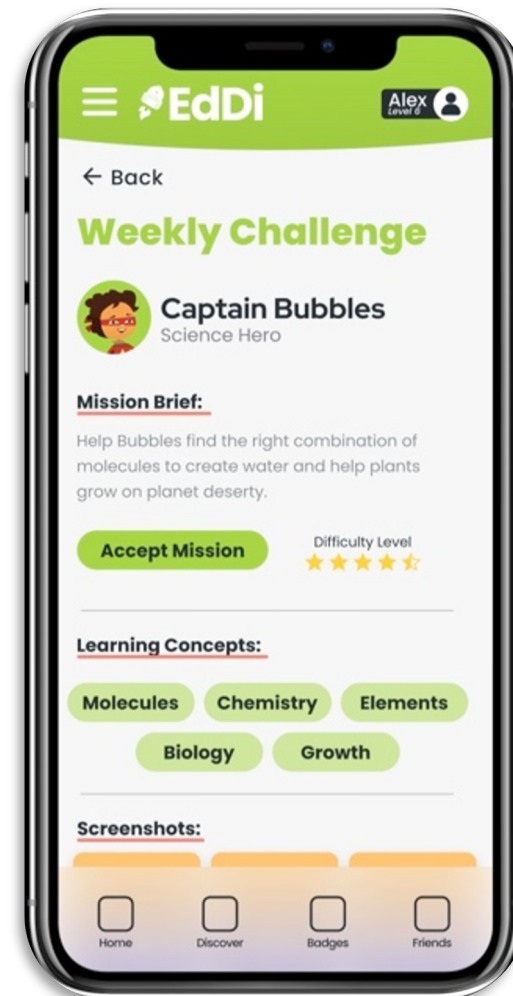 EdDi
Alex
Level 6
← Back
Weekly Challenge
Captain Bubbles
Science Hero
Mission Brief:
Help Bubbles find the right combination of
molecules to create water and help plants
grow on planet deserty.
Accept Mission
Difficulty Level
Learning Concepts:
Molecules Chemistry Elements
Biology Growth
Screenshots:
Home Discover Badges Friends